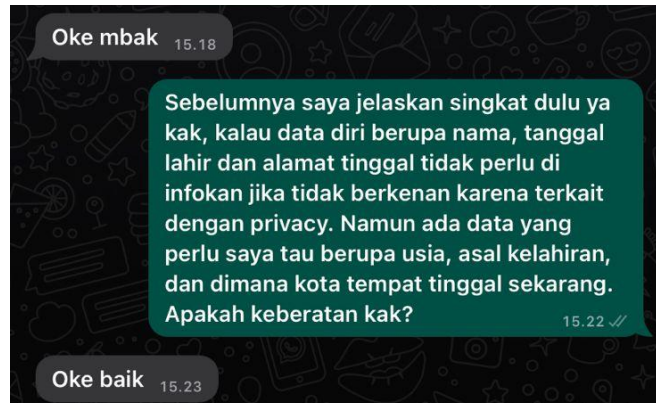 Oke mbak 15.18
Sebelumnya saya jelaskan singkat dulu ya
kak, kalau data diri berupa nama, tanggal
lahir dan alamat tinggal tidak perlu di
infokan jika tidak berkenan karena terkait
dengan privacy. Namun ada data yang
perlu saya tau berupa usia, asal kelahiran,
dan dimana kota tempat tinggal sekarang.
Apakah keberatan kak? 15.22
Oke baik 15.23